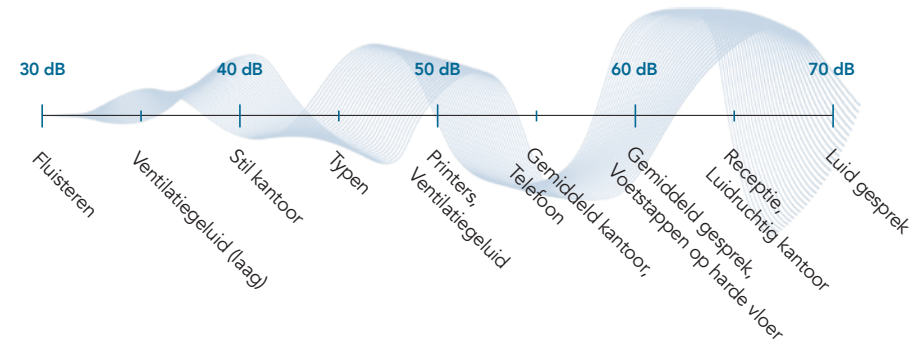 30 dB
40 dB
50 dB
60 dB
70 dB
Fluisteren
Ventilatiegeluid (laag)
Stil kantoor
Typen
Printers,
Ventilatiegeluid
Gemiddeld kantoor,
Telefoon
Gemiddeld gesprek,
Voetstappen op harde vloer
Receptie,
Luidruchtig kantoor
Luid gesprek